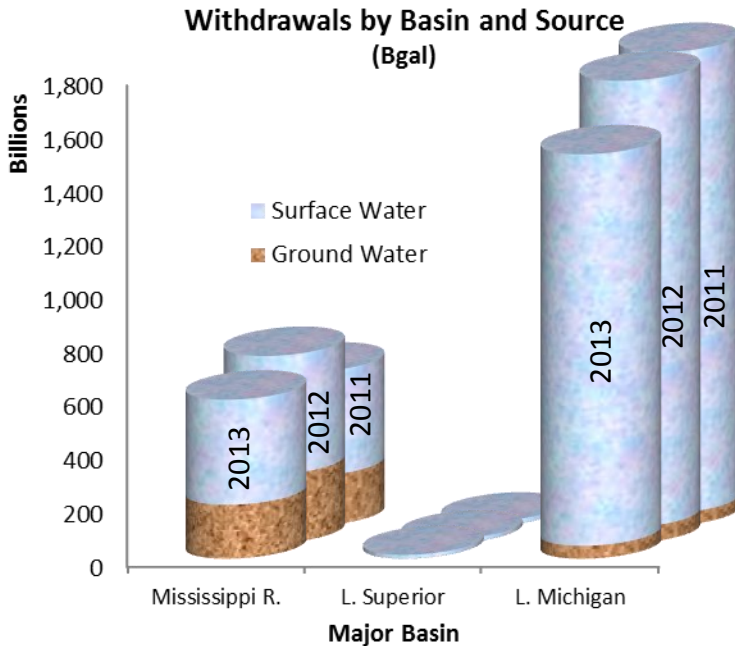 Withdrawals by Basin and Source
(Bgal)
Billions
1,800
1,600
1,400
1,200
1,000
800
600
400
200
0
Surface Water
Ground Water
2013
2012
2011
2013
2012
2011
Mississippi R.
L. Superior
L. Michigan
Major Basin